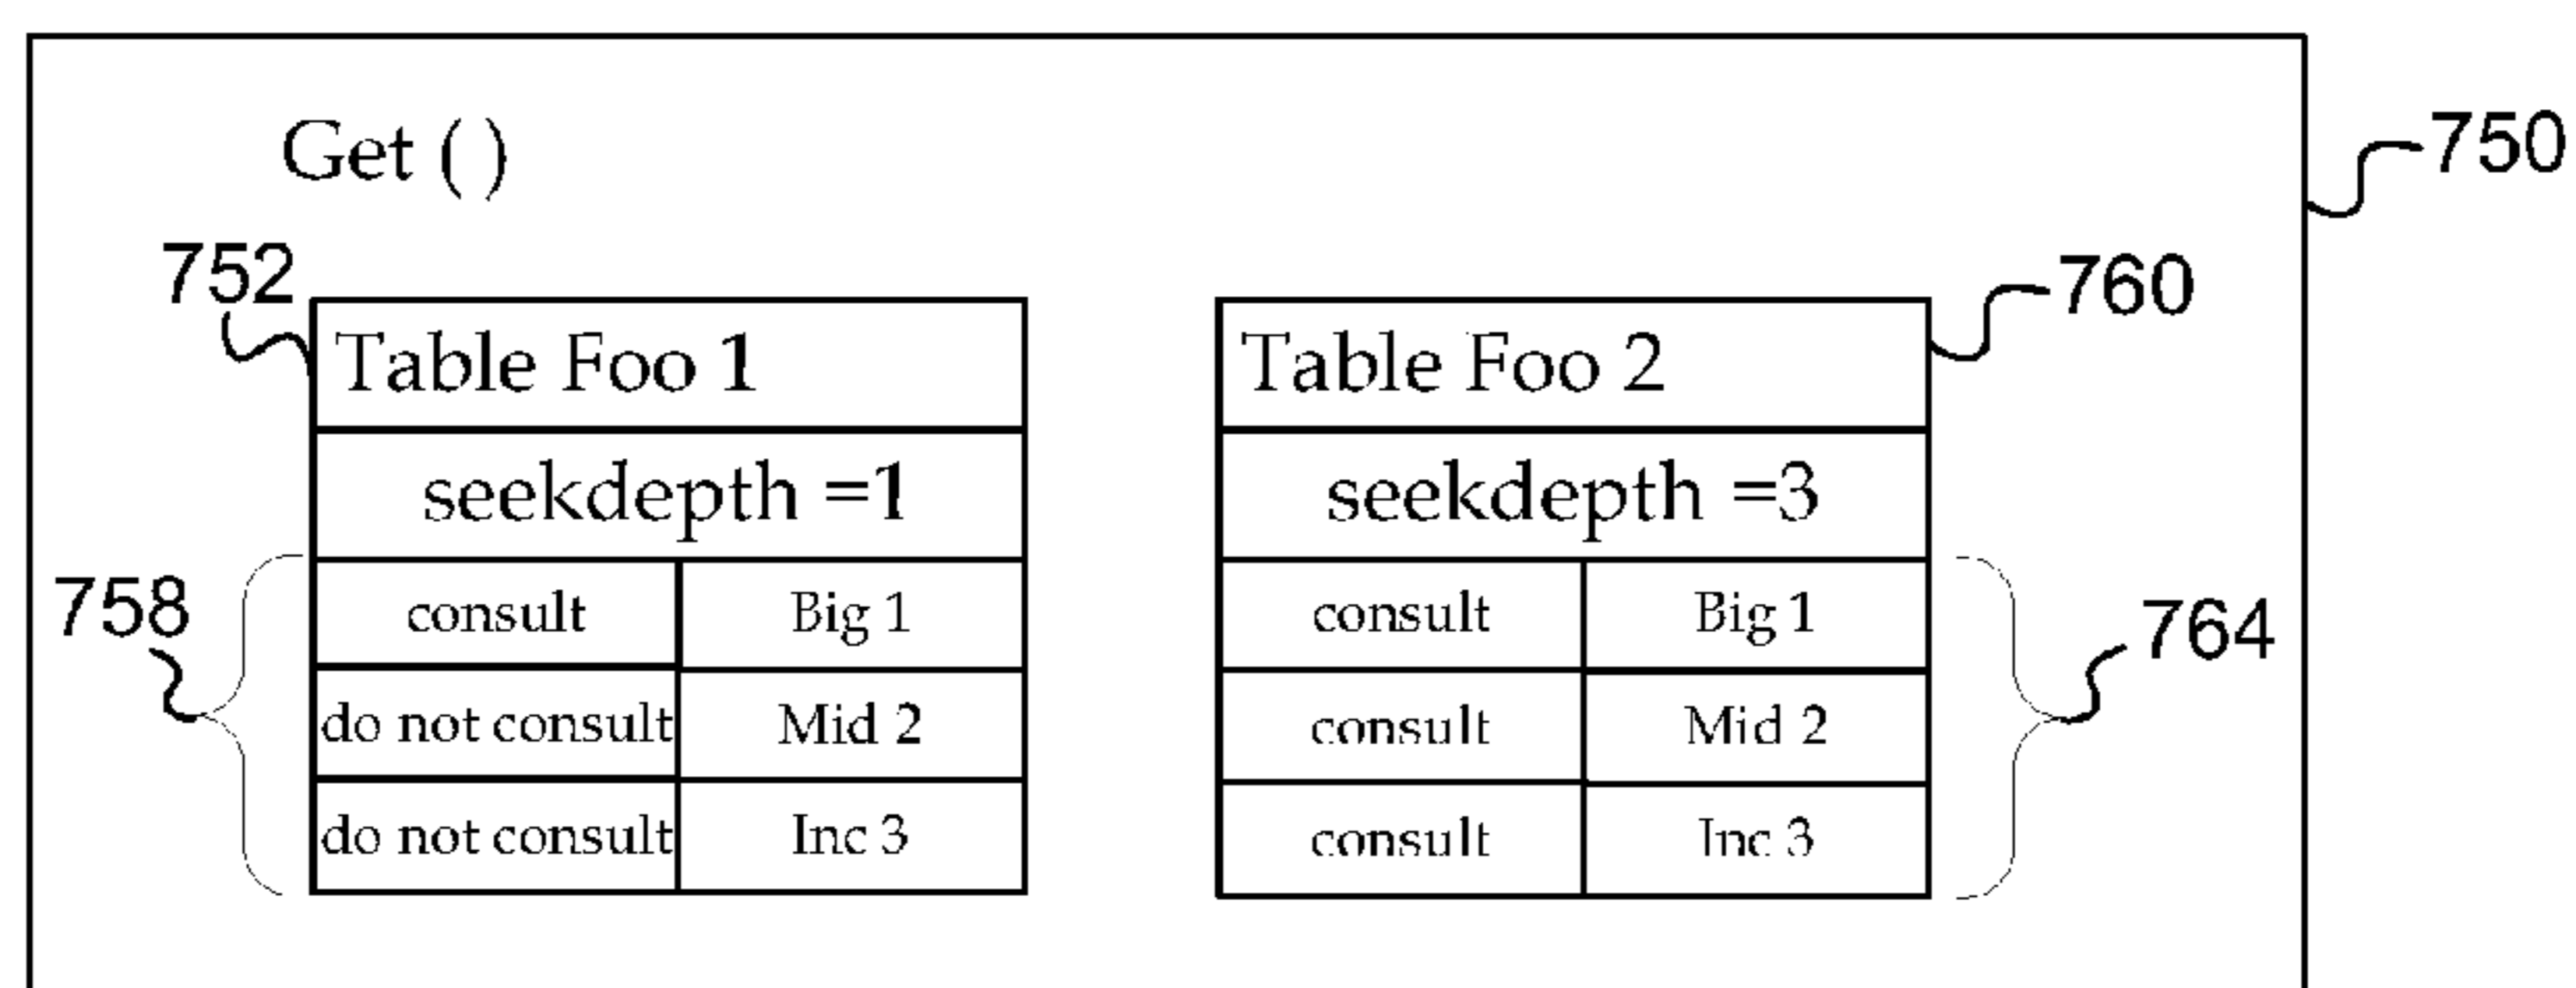 Get ( )
750
752
760
Table Foo 1
Table Foo 2
seekdepth =1
seekdepth =3
758
consult Big 1
consult Big 1
764
do not consult Mid 2
consult Mid 2
do not consult Inc 3
consult Inc 3